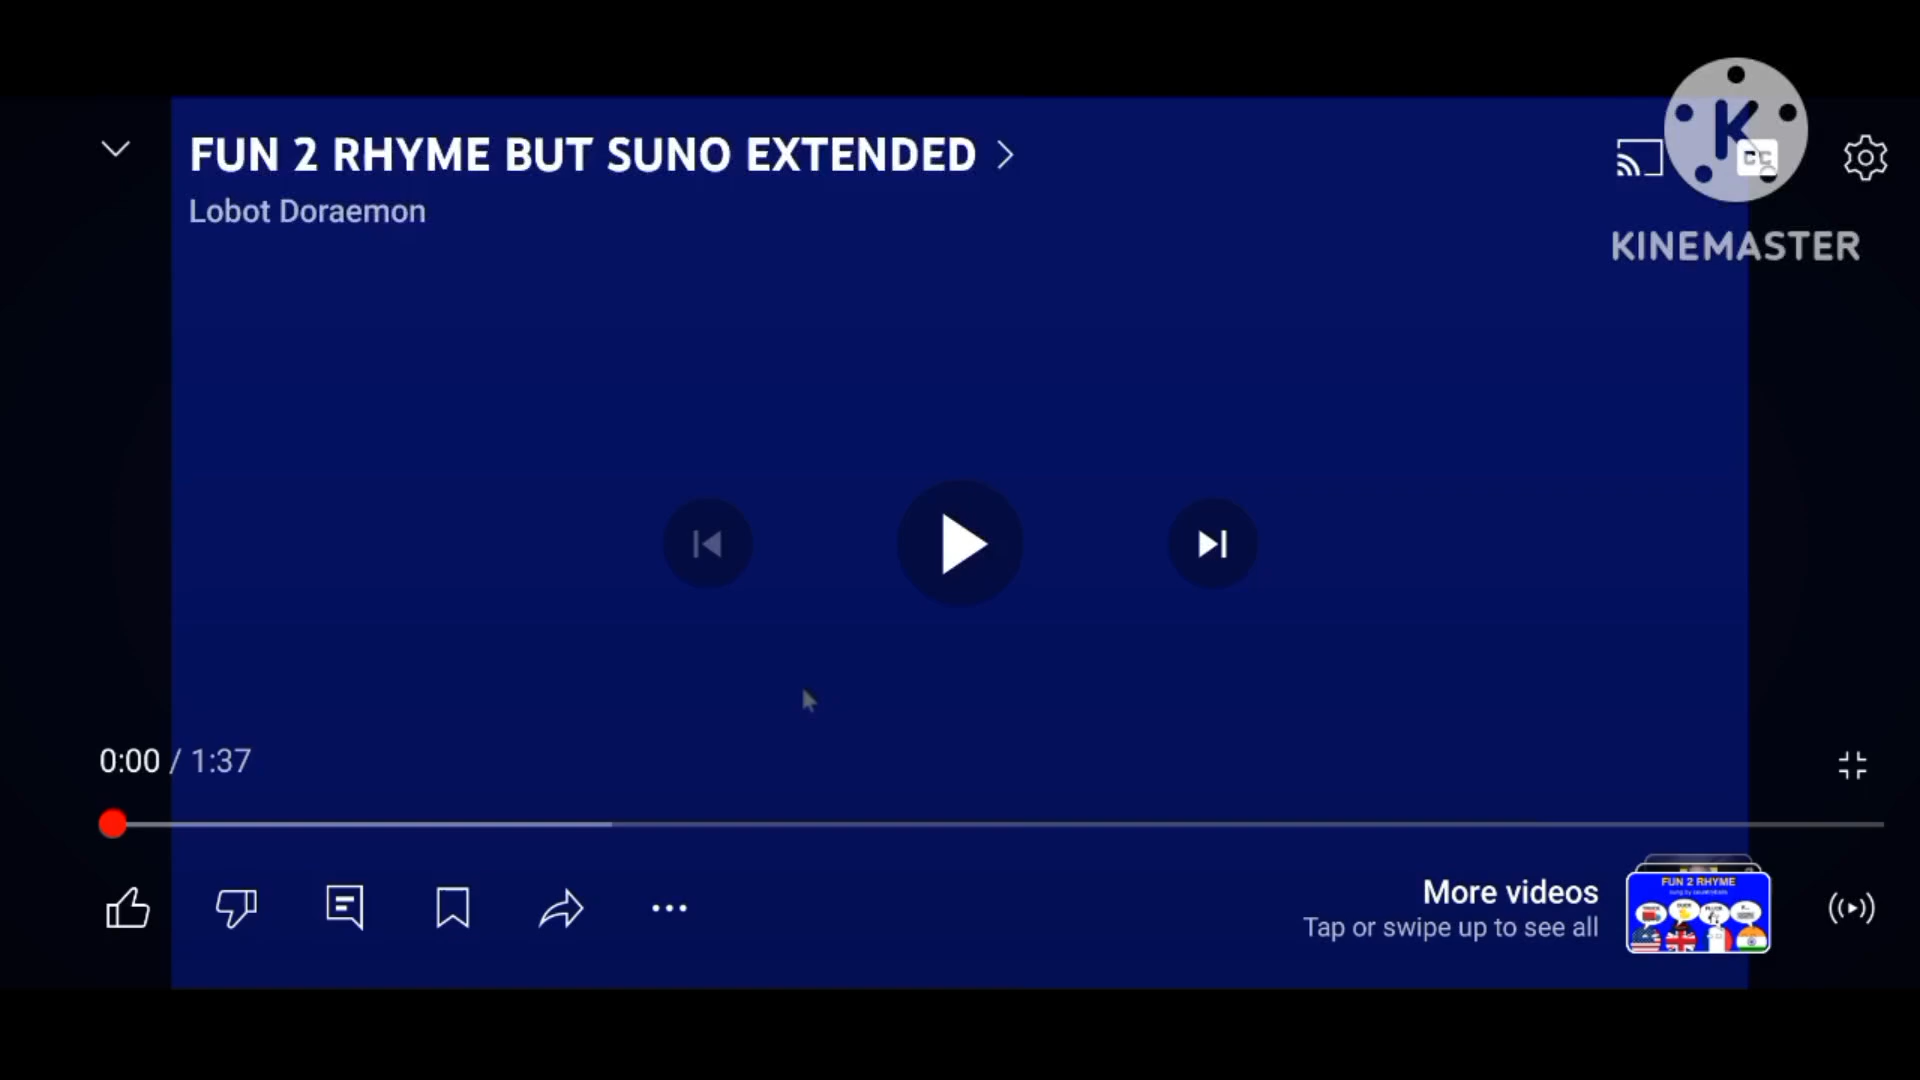 FUN 2 RHYME BUT SUNO EXTENDED
Lobot Doraemon
K
CC
KINEMASTER
0:00 / 1:37
More videos
Tap or swipe up to see all
FUN 2 RHYME